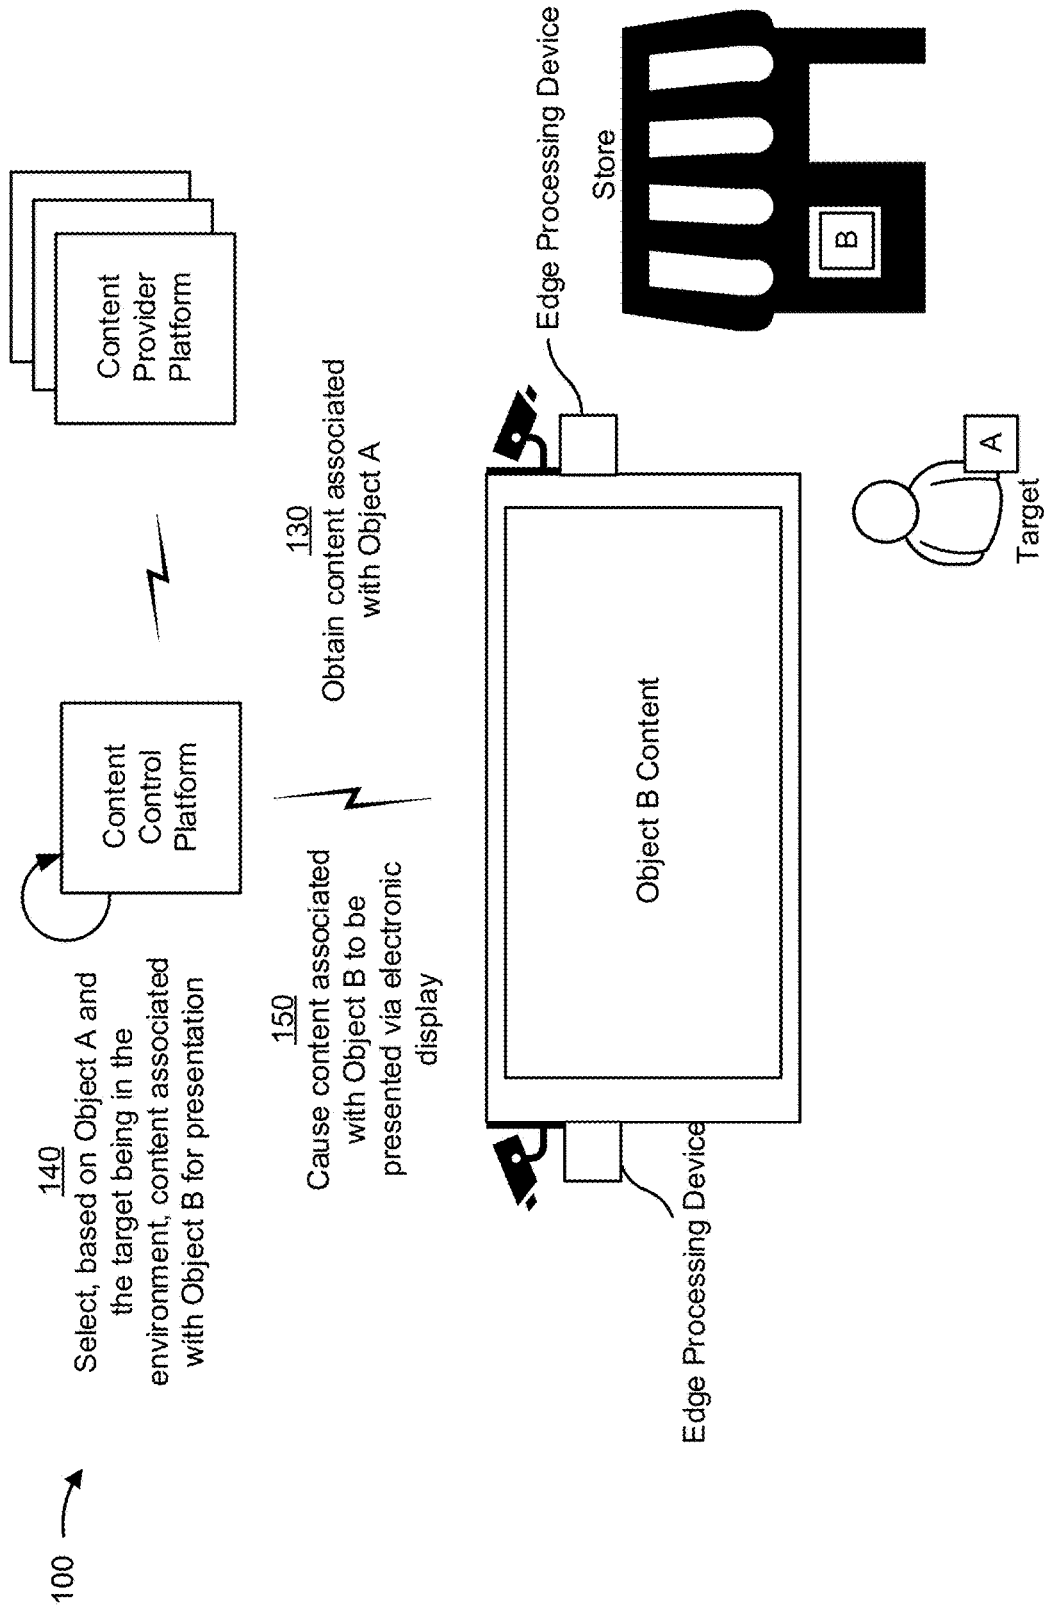 100
140
Select, based on Object A and
the target being in the
environment, content associated
with Object B for presentation
Content
Control
Platform
Content
Provider
Platform
130
Obtain content associated
with Object A
150
Cause content associated
with Object B to be
presented via electronic
display
Edge Processing Device
Object B Content
Edge Processing Device
Store
B
A
Target